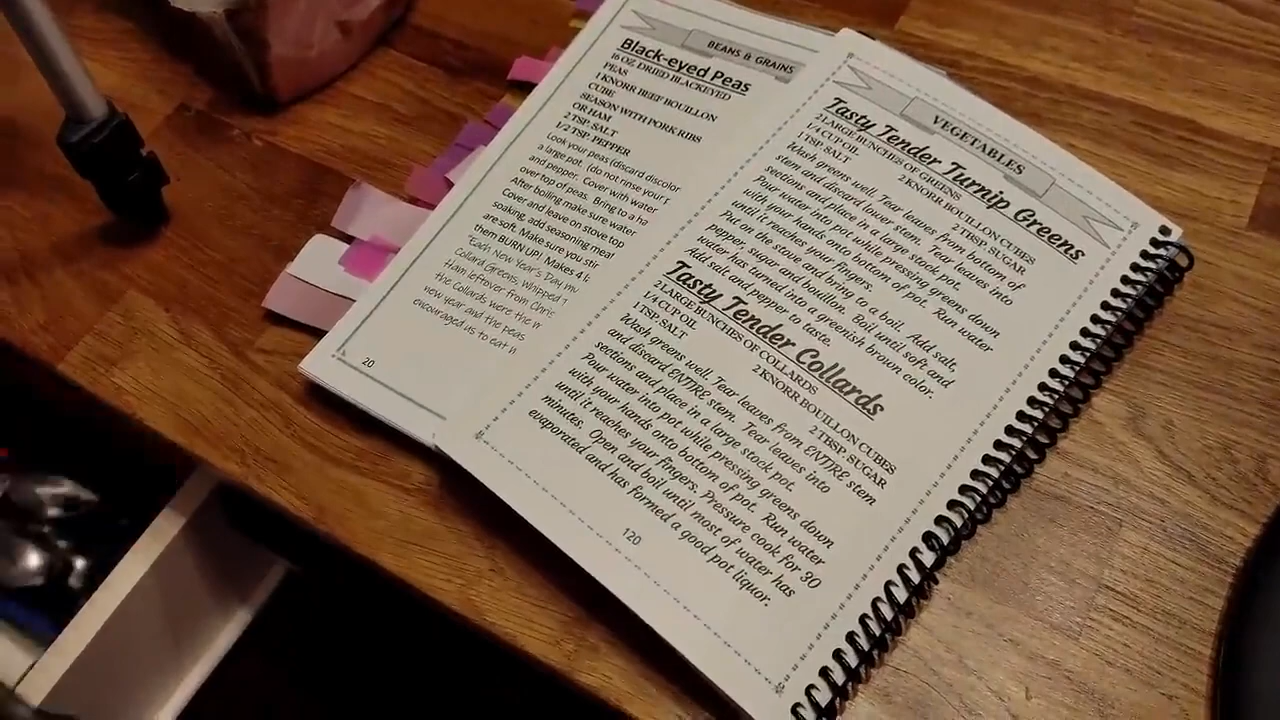 BEANS & GRAINS
Black-eyed Peas
16 OZ DRIED BLACKEYED
PEAS
1 KNORR BEEF BOUILLON
CUBE
SEASON WITH PORK RIBS
OR HAM
2 TSP. SALT
1/2 TSP. PEPPER
Look your peas (discard discolor
a large pot. (do not rinse your
and pepper. Cover with water
over top of peas. Bring to a
After boiling make sure water
Cover and leave on stove top
soaking, add seasoning meat
are soft. Make sure you
them BURN UP! Makes 4
Each New Year's Day
Collard Greens, Whipped
Ham leftover from
the Collards were the
new year and the peas
encouraged us to eat
20
VEGETABLES
Tasty Tender Turnip Greens
2 LARGE BUNCHES OF GREENS
1/4 CUP OIL
2 KNORR BOUILLON CUBES
1 TSP. SALT
2 TBSP. SUGAR
Wash greens well. Tear leaves from bottom, of
stem and discard lower stem. Tear leaves into
sections and place in a large stock pot.
Pour water into pot while pressing greens down
with your hands onto bottom of pot. Run water
until it reaches your fingers.
Put on the stove and bring to a boil. Add salt,
pepper, sugar and bouillon. Boil until soft and
water has turned into a greenish brown color.
Add salt and pepper to taste.
Tasty Tender Collards
2 LARGE BUNCHES OF COLLARDS
1/4 CUP OIL
2 KNORR BOUILLON CUBES
1 TSP. SALT
2 TBSP. SUGAR
Wash greens well. Tear leaves from ENTIRE stem
and discard ENTIRE stem. Tear leaves into
sections and place in a large stock pot.
Pour water into pot while pressing greens down
with your hands onto bottom of pot. Run water
until it reaches your fingers. Pressure cook for 30
minutes. Open and boil until most of water has
evaporated and has formed a good pot liquor.
120